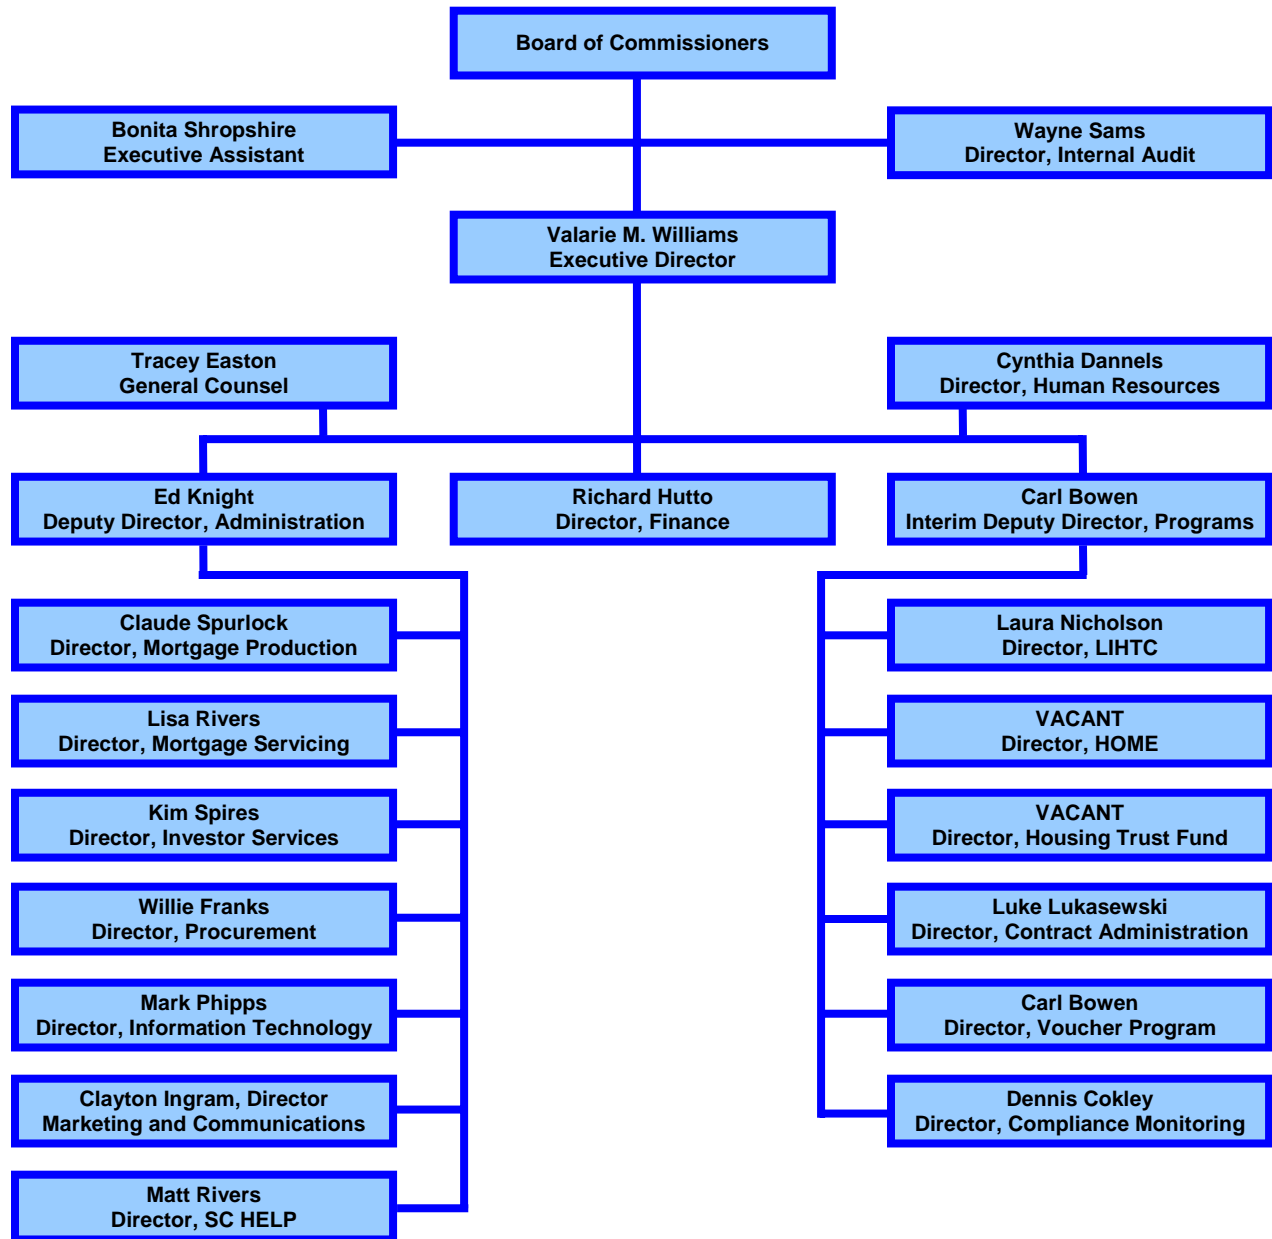 Board of Commissioners
Bonita Shropshire
Executive Assistant
Wayne Sams
Director, Internal Audit
Valarie M. Williams
Executive Director
Tracey Easton
General Counsel
Cynthia Dannels
Director, Human Resources
Ed Knight
Deputy Director, Administration
Richard Hutto
Director, Finance
Carl Bowen
Interim Deputy Director, Programs
Claude Spurlock
Director, Mortgage Production
Lisa Rivers
Director, Mortgage Servicing
Kim Spires
Director, Investor Services
Willie Franks
Director, Procurement
Mark Phipps
Director, Information Technology
Clayton Ingram, Director
Marketing and Communications
Matt Rivers
Director, SC HELP
Laura Nicholson
Director, LIHTC
VACANT
Director, HOME
VACANT
Director, Housing Trust Fund
Luke Lukasewski
Director, Contract Administration
Carl Bowen
Director, Voucher Program
Dennis Cokley
Director, Compliance Monitoring